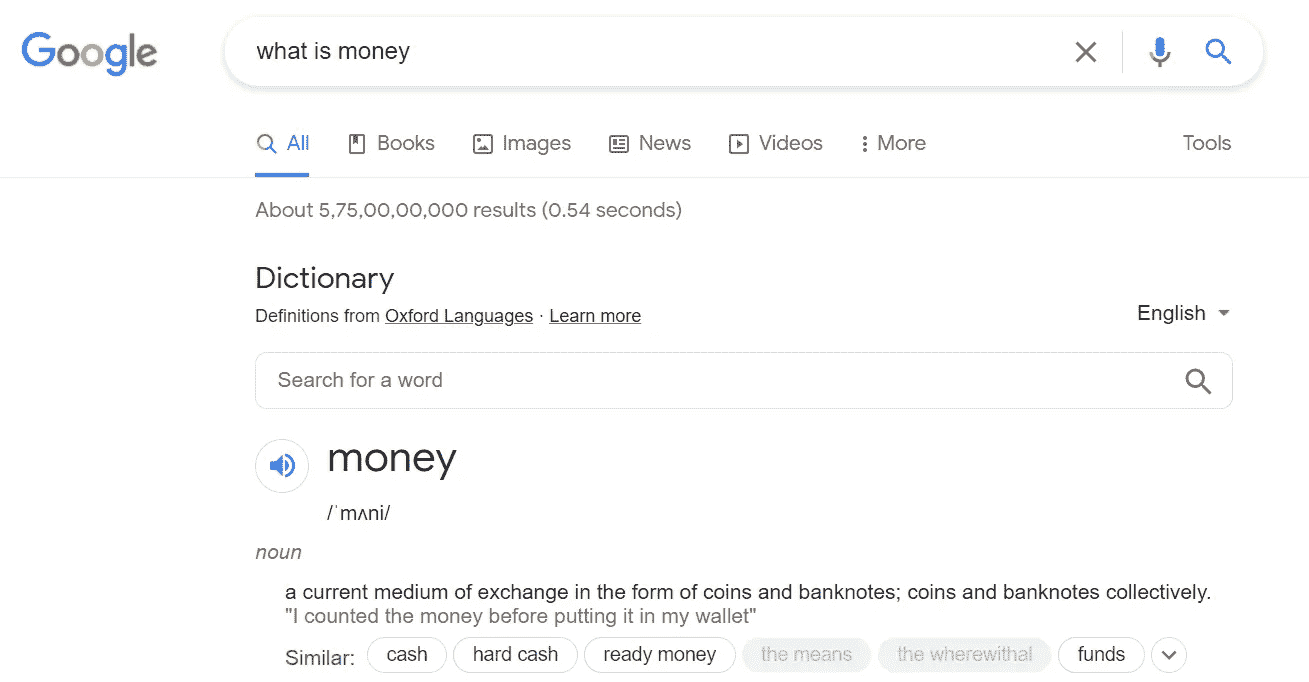 Google
what is money
All Books Images News Videos More Tools
About 5,75,00,00,000 results (0.54 seconds)
Dictionary
Definitions from Oxford Languages · Learn more
English
Search for a word
money
/ˈmʌni/
noun
a current medium of exchange in the form of coins and banknotes; coins and banknotes collectively.
"I counted the money before putting it in my wallet"
Similar: cash hard cash ready money the means the wherewithal funds